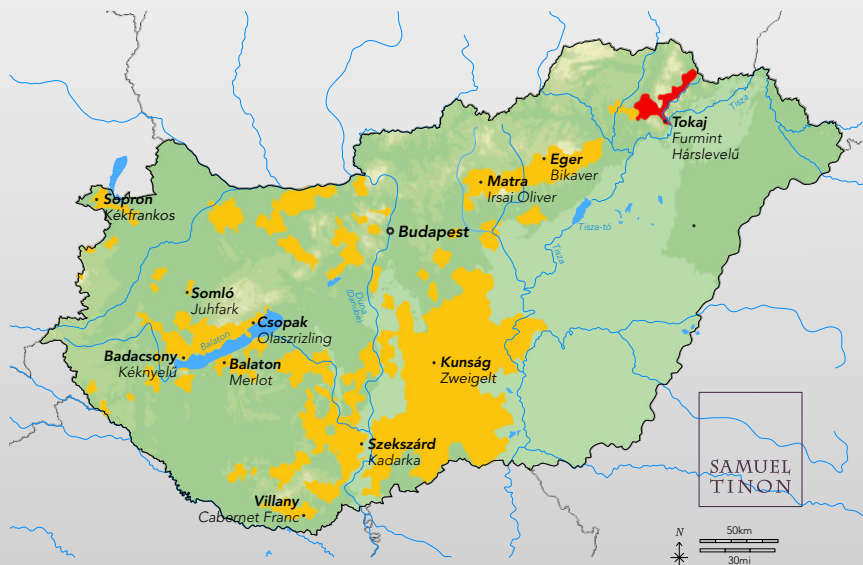 Tisza
Tokaj
Furmint
Hárslevelű
Eger
Bikaver
Matra
Irsai Oliver
Sopron
Kékfrankos
Tisza-tó
Budapest
Tisza
Somló
Juhfark
Duna
(Danube)
Csopak
Olaszrizling
Balaton
Badacsony
Kéknyelű
Balaton
Merlot
Kunság
Zweigelt
Szekszárd
Kadarka
SAMUEL
TINON
Villany
Cabernet Franc
N
50km
30mi